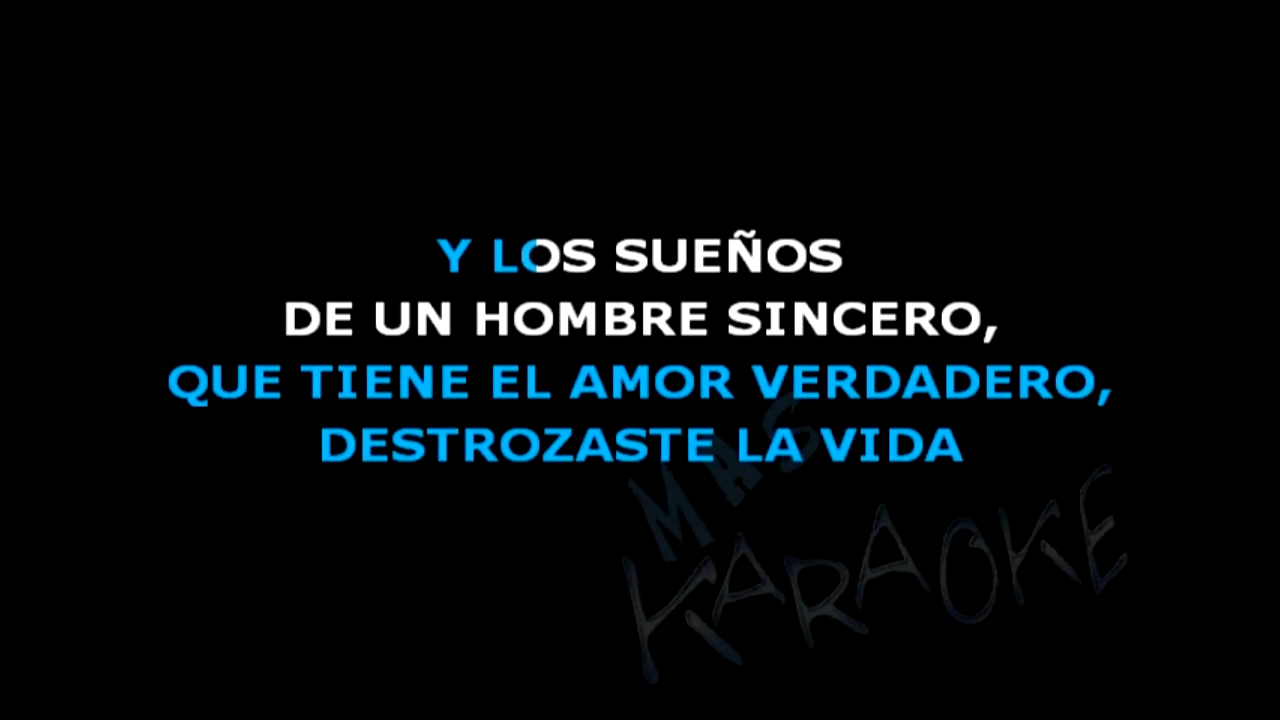 Y LOS SUEÑOS
DE UN HOMBRE SINCERO,
QUE TIENE EL AMOR VERDADERO,
DESTROZASTE LA VIDA
MAS
KARAOKE